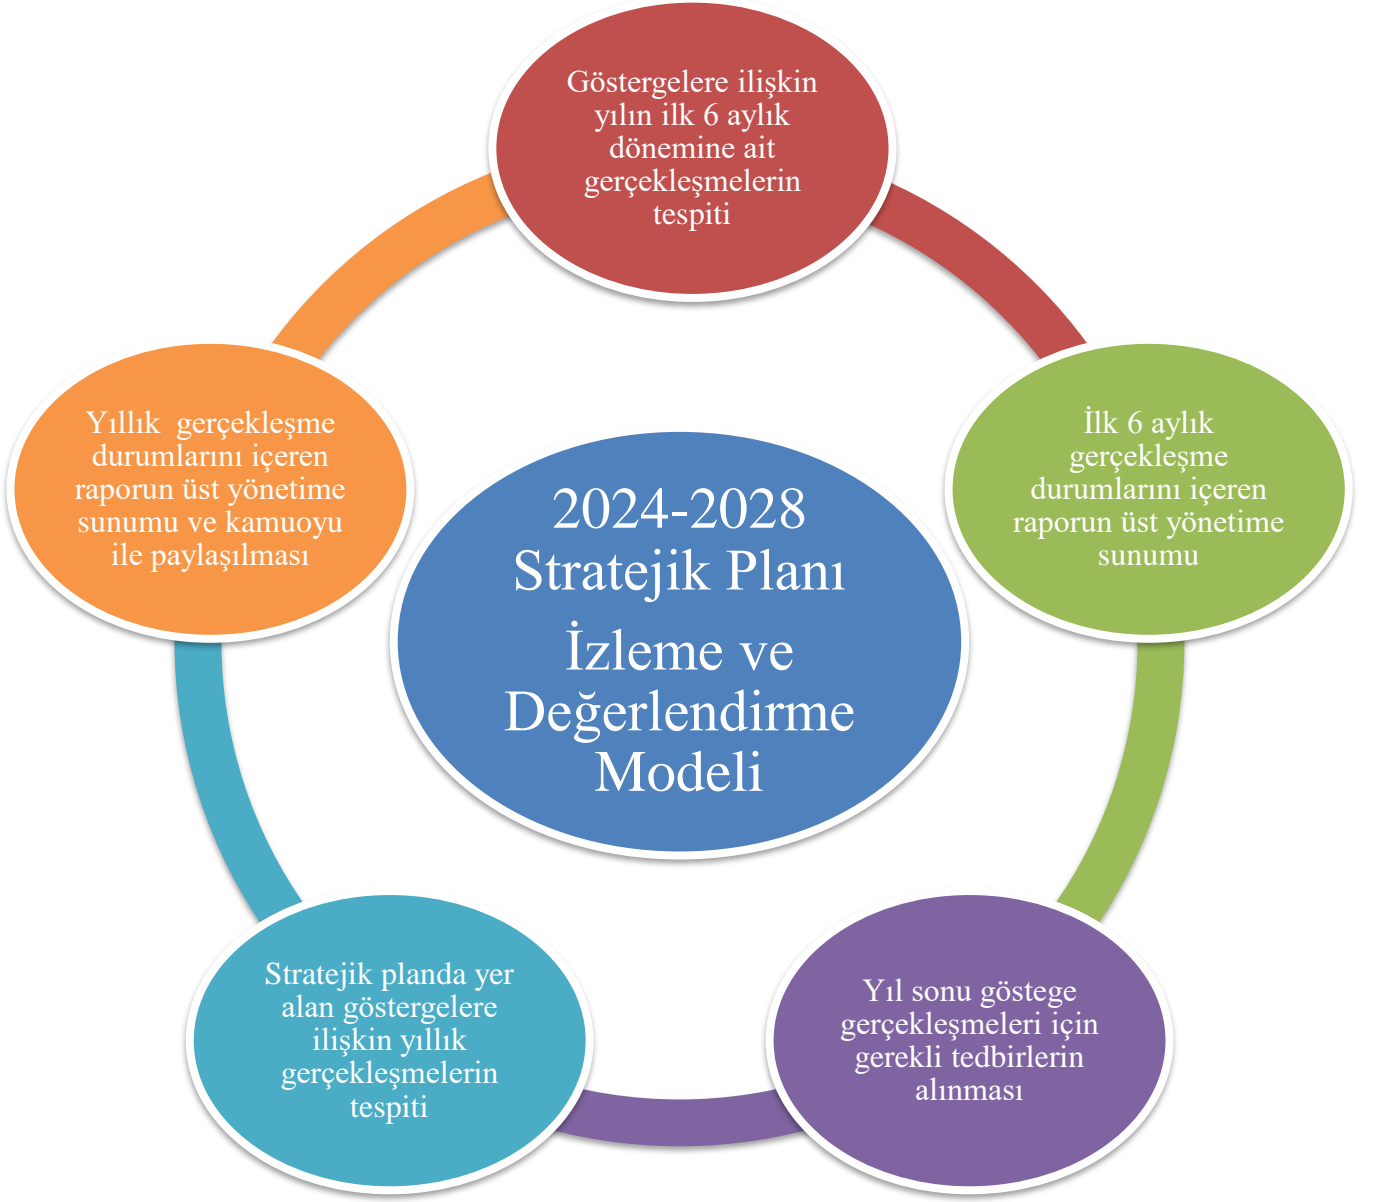 Göstergelere ilişkin
yılın ilk 6 aylık
dönemine ait
gerçekleşmelerin
tespiti
İlk 6 aylık
gerçekleşme
durumlarını içeren
raporun üst yönetime
sunumu
Yıl sonu göstege
gerçekleşmeleri için
gerekli tedbirlerin
alınması
Stratejik planda yer
alan göstergelere
ilişkin yıllık
gerçekleşmelerin
tespiti
Yıllık  gerçekleşme
durumlarını içeren
raporun üst yönetime
sunumu ve kamuoyu
ile paylaşılması
2024-2028
Stratejik Planı
İzleme ve
Değerlendirme
Modeli